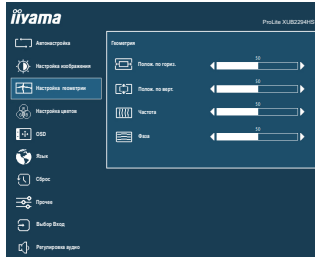 iiyama
ProLite XUB2294HS
Автонастройка
Настройка изображения
Настройка геометрии
Настройка цветов
OSD
Язык
Сброс
Прочее
Выбор Вход
Регулировка аудио
Геометрия
Полож. по гориз.
50
Полож. по верт.
50
Частота
50
Фаза
50